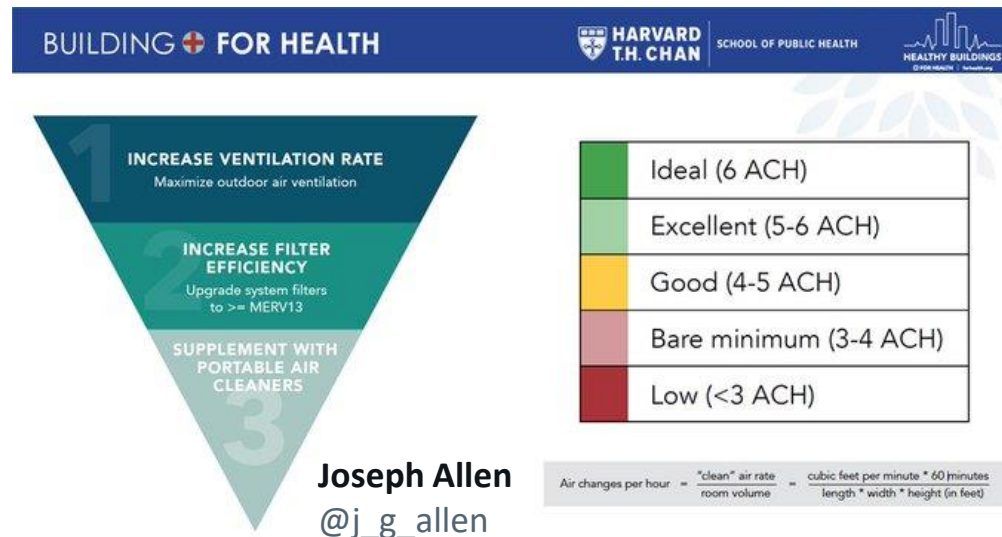 BUILDING FOR HEALTH
HARVARD
T.H. CHAN
SCHOOL OF PUBLIC HEALTH
HEALTHY BUILDINGS
FOR HEALTH | forhealth.org
1
INCREASE VENTILATION RATE
Maximize outdoor air ventilation
2
INCREASE FILTER
EFFICIENCY
Upgrade system filters
to >= MERV13
SUPPLEMENT WITH
PORTABLE AIR
CLEANERS
3
Joseph Allen
@j_g_allen
Ideal (6 ACH)
Excellent (5-6 ACH)
Good (4-5 ACH)
Bare minimum (3-4 ACH)
Low (<3 ACH)
Air changes per hour = "clean" air rate = cubic feet per minute * 60 minutes
room volume length * width * height (in feet)